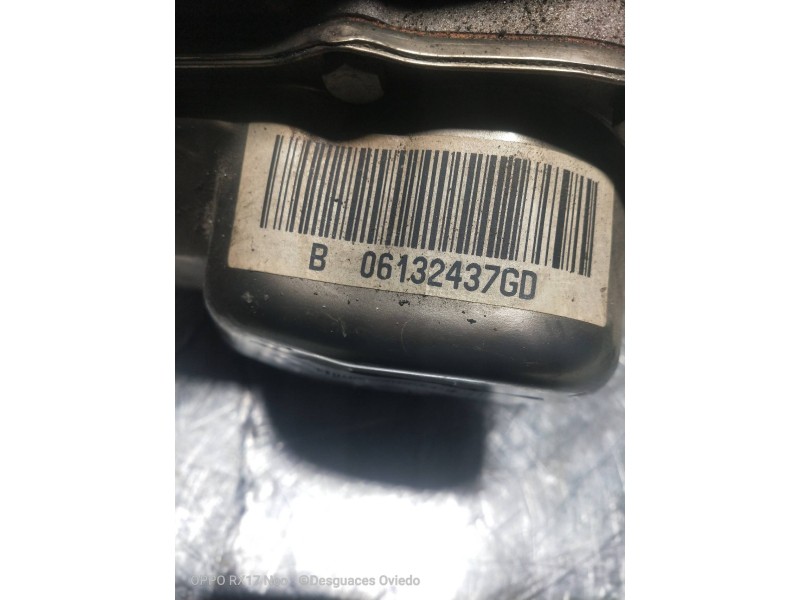 B 06132437GD
OPPO RX17 Neo ©Desguaces Oviedo